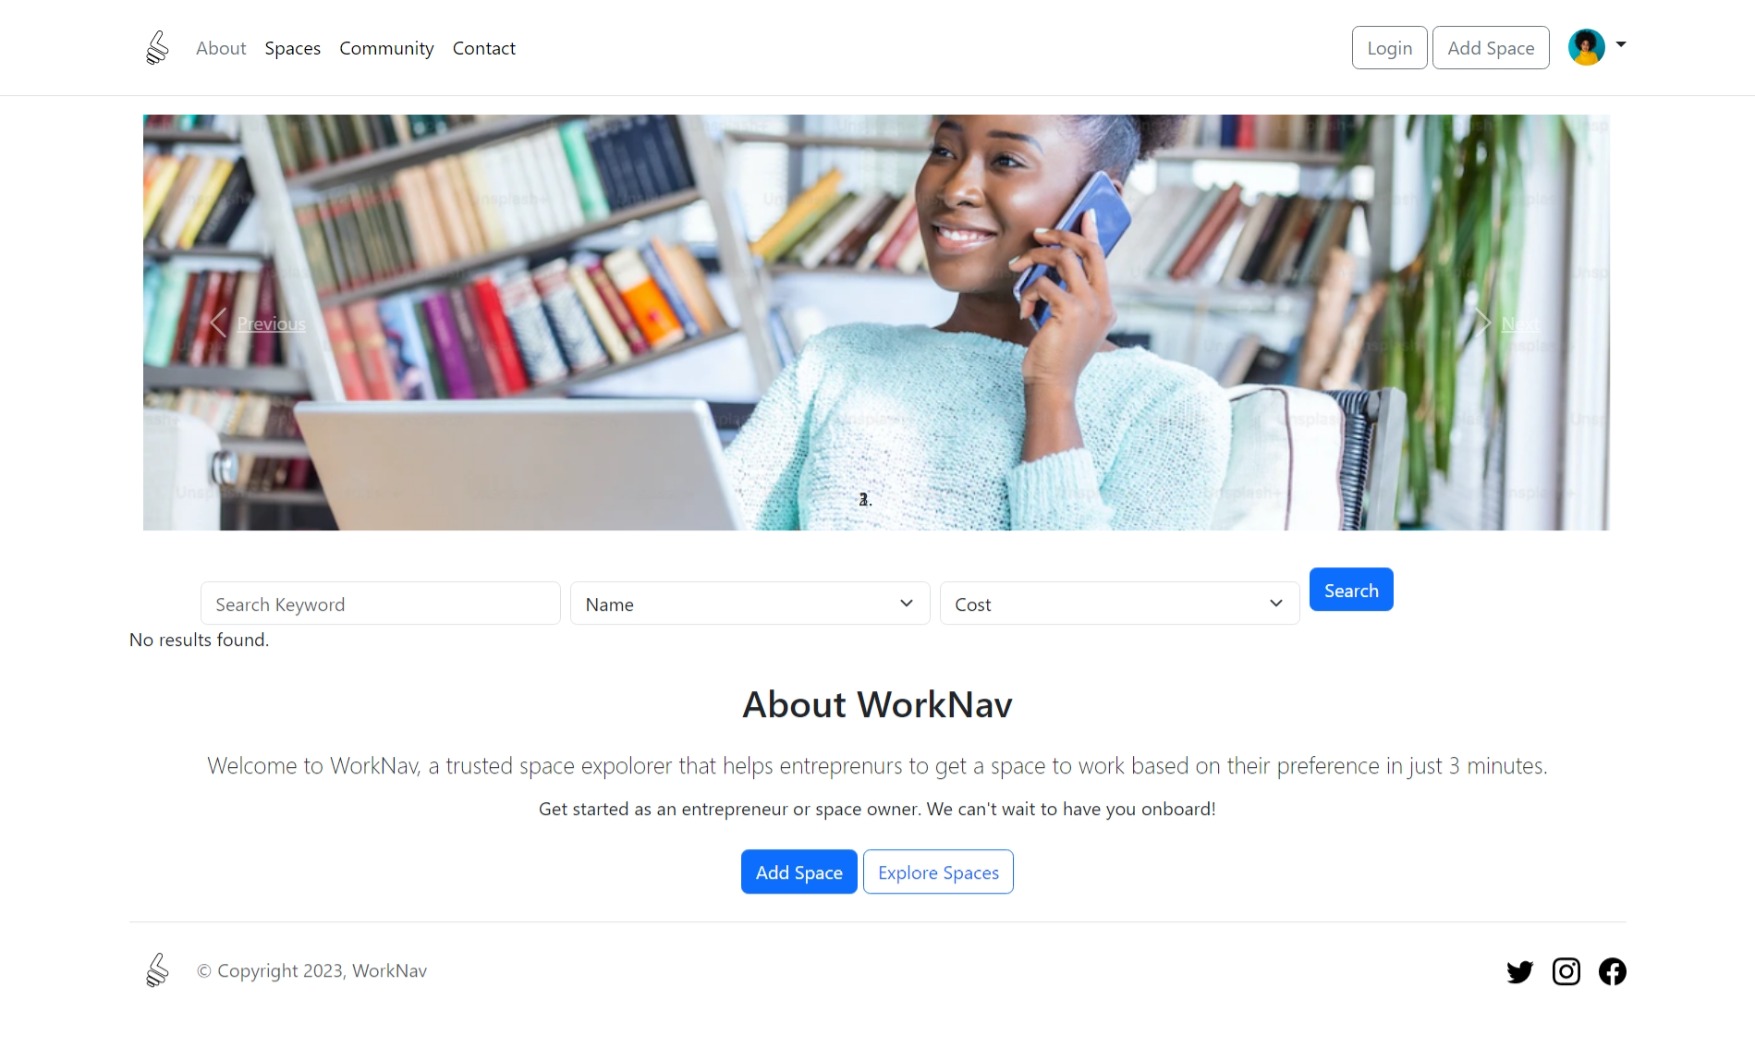 About Spaces Community Contact Login Add Space
Previous
Next
Search Keyword Name Cost Search
No results found.
About WorkNav
Welcome to WorkNav, a trusted space expolorer that helps entreprenurs to get a space to work based on their preference in just 3 minutes.
Get started as an entrepreneur or space owner. We can't wait to have you onboard!
Add Space Explore Spaces
© Copyright 2023, WorkNav